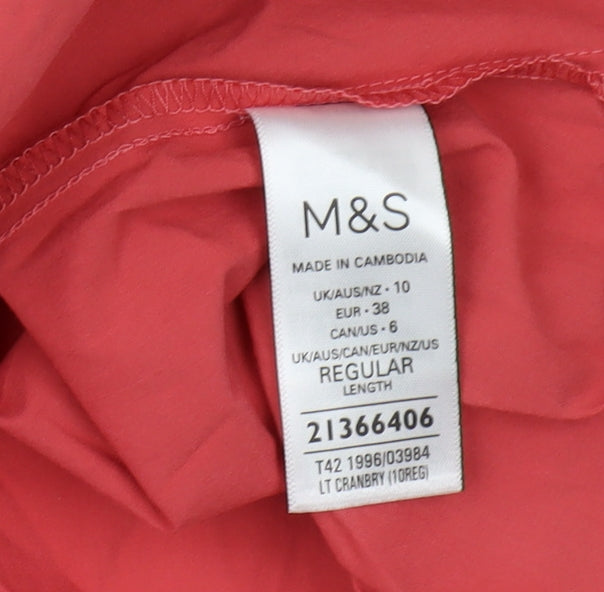 M&S
MADE IN CAMBODIA
UK/AUS/NZ • 10
EUR • 38
CAN/US • 6
UK/AUS/CAN/EUR/NZ/US
REGULAR
LENGTH
21366406
T42 1996/03984
LT CRANBRY (10REG)